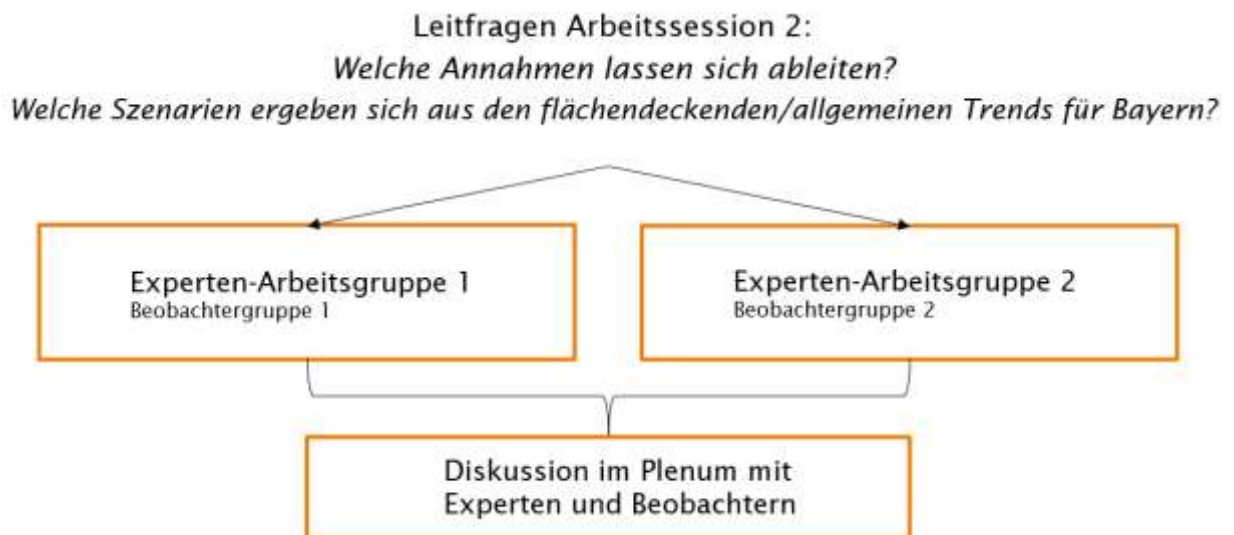 Leitfragen Arbeitssession 2:
Welche Annahmen lassen sich ableiten?
Welche Szenarien ergeben sich aus den flächendeckenden/allgemeinen Trends für Bayern?
Experten-Arbeitsgruppe 1
Beobachtergruppe 1
Experten-Arbeitsgruppe 2
Beobachtergruppe 2
Diskussion im Plenum mit
Experten und Beobachtern